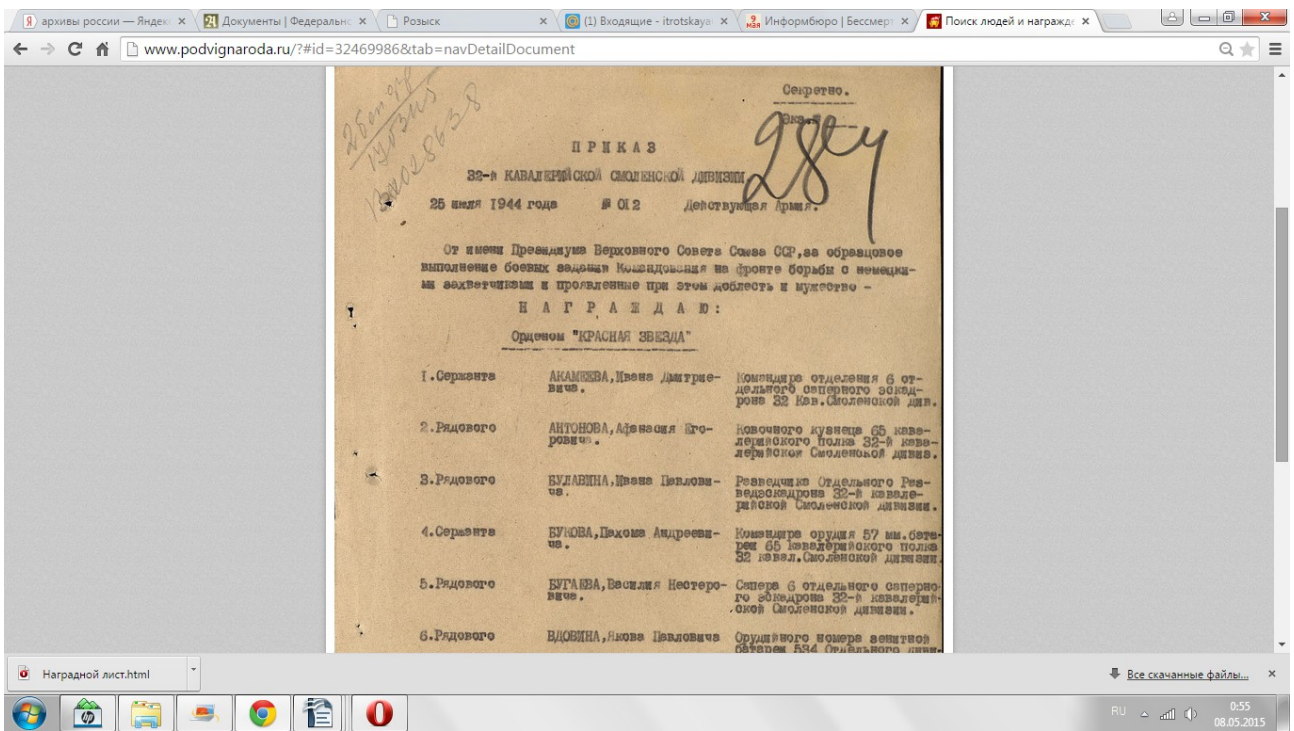 архивы россии — Яндек
Документы | Федеральн
Розыск
(1) Входящие - itrotskaya
Информбюро | Бессмерт
Поиск людей и награжде
www.podvignaroda.ru/?#id=32469986&tab=navDetailDocument
Секретно.
Экз.
ПРИКАЗ
32-й КАВАЛЕРИЙСКОЙ СМОЛЕНСКОЙ ДИВИЗИИ
25 июля 1944 года № 012 Действующая Армия.
От имени Президиума Верховного Совета Союза ССР, за образцовое
выполнение боевых заданий Командования на фронте борьбы с немецки-
ми захватчиками и проявленные при этом доблесть и мужество -
НАГРАЖДАЮ:
Орденом "КРАСНАЯ ЗВЕЗДА"
1.Сержанта АКАМЕЕВА,Ивана Дмитрие- Командира отделения 6 от-
вича. дельного саперного эскад-
рона 32 Кав.Смоленской див.
2.Рядового АНТОНОВА,Афанасия Его- Ковочного кузнеца 65 кава-
ровича. лерийского полка 32-й кава-
лерийской Смоленской дивиз.
3.Рядового БУЛАВИНА,Ивана Павлови- Разведчика Отдельного Раз-
ча. ведэскадрона 32-й кавале-
рийской Смоленской дивизии.
4.Сержанта БУКОВА,Пахома Андрееви- Командира орудия 57 мм.бата-
ча. реи 65 кавалерийского полка
32 кавал.Смоленской дивизии.
5.Рядового БУГАЕВА,Василия Нестеро- Сапера 6 отдельного саперно-
вича. го эскадрона 32-й кавалерий-
ской Смоленской дивизии.
6.Рядового ВДОВИНА,Якова Павловича Орудийного номера зенитной
батареи 534 Отдельного диви-
Наградной лист.html
Все скачанные файлы...
RU
0:55
08.05.2015